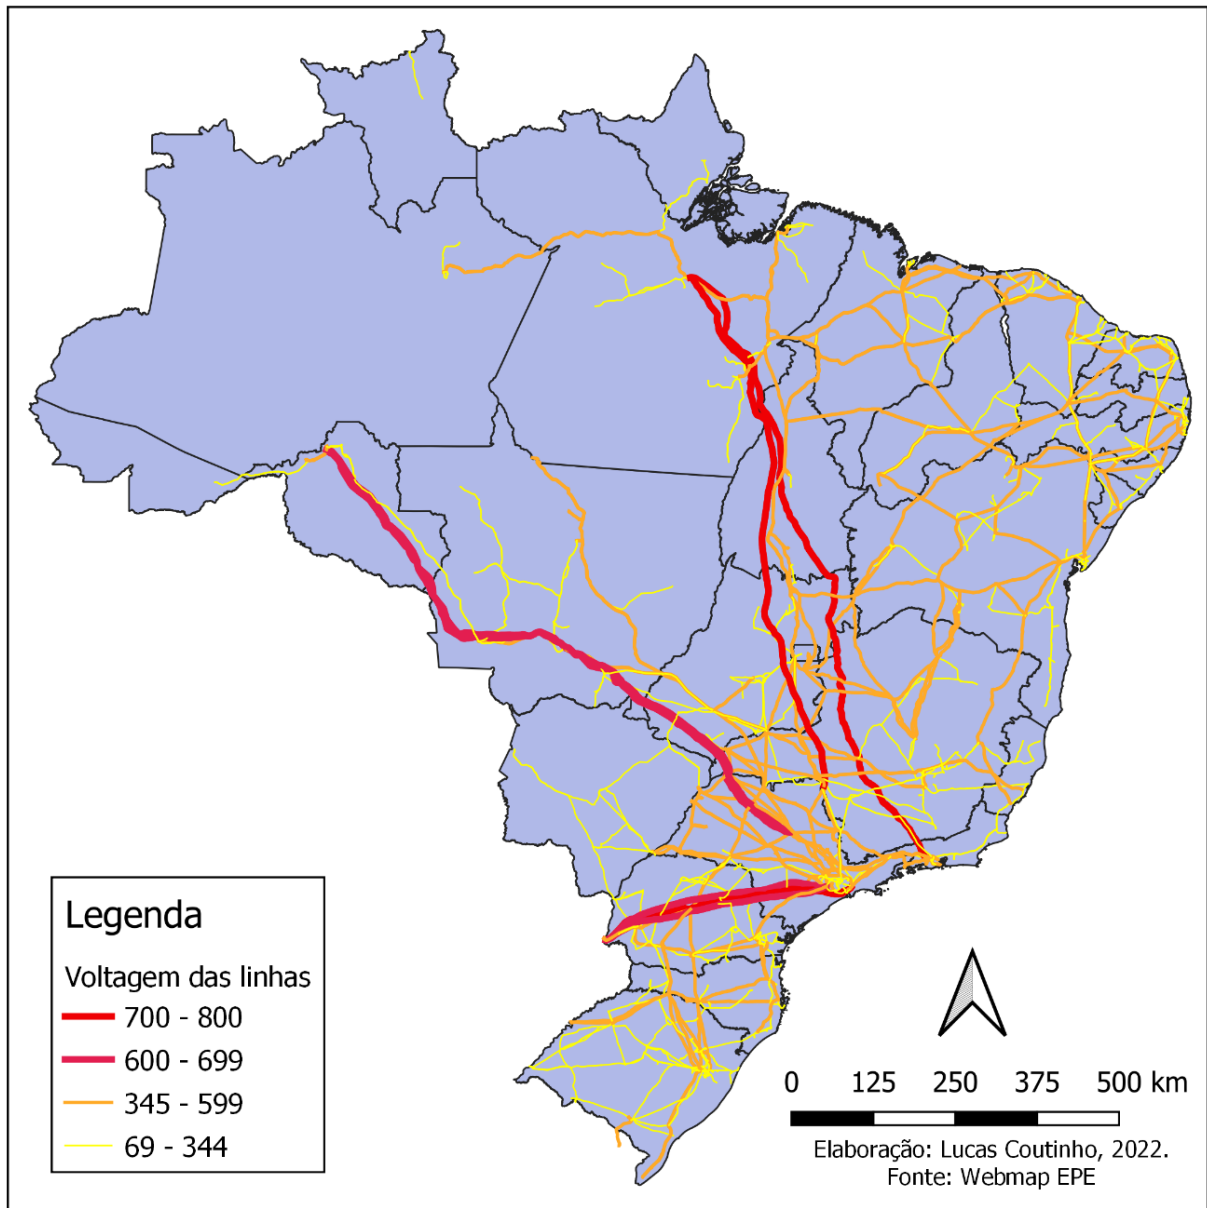 Legenda
Voltagem das linhas
700 - 800
600 - 699
345 - 599
69 - 344
0 125 250 375 500 km
Elaboração: Lucas Coutinho, 2022.
Fonte: Webmap EPE